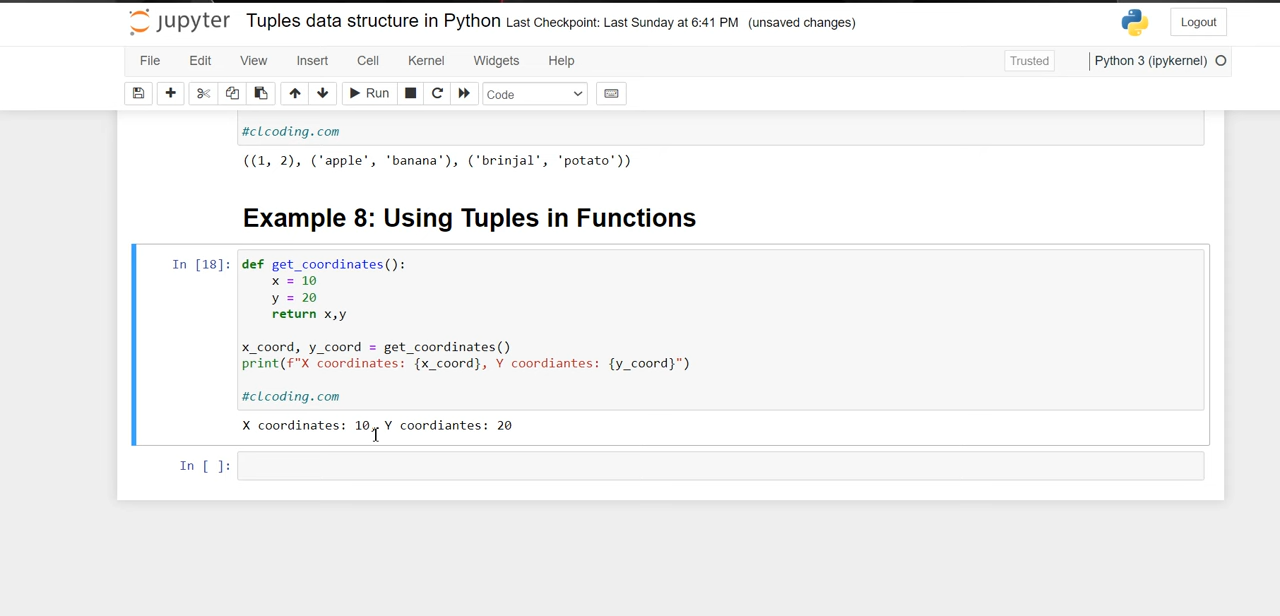 jupyter Tuples data structure in Python Last Checkpoint: Last Sunday at 6:41 PM (unsaved changes) Logout
File Edit View Insert Cell Kernel Widgets Help Trusted Python 3 (ipykernel)
Run Code
#clcoding.com
((1, 2), ('apple', 'banana'), ('brinjal', 'potato'))
Example 8: Using Tuples in Functions
In [18]: def get_coordinates():
x = 10
y = 20
return x,y
x_coord, y_coord = get_coordinates()
print(f"X coordinates: {x_coord}, Y coordiantes: {y_coord}")
#clcoding.com
X coordinates: 10, Y coordiantes: 20
In [ ]: